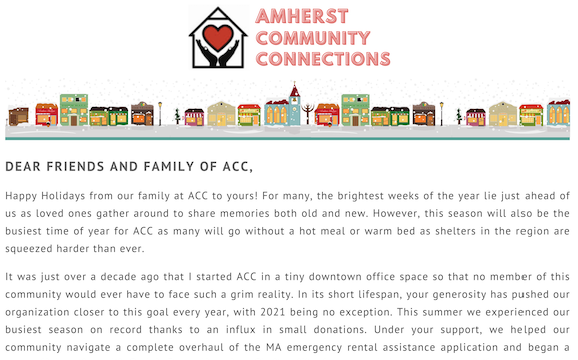 AMHERST
COMMUNITY
CONNECTIONS
DEAR FRIENDS AND FAMILY OF ACC,
Happy Holidays from our family at ACC to yours! For many, the brightest weeks of the year lie just ahead of
us as loved ones gather around to share memories both old and new. However, this season will also be the
busiest time of year for ACC as many will go without a hot meal or warm bed as shelters in the region are
squeezed harder than ever.
It was just over a decade ago that I started ACC in a tiny downtown office space so that no member of this
community would ever have to face such a grim reality. In its short lifespan, your generosity has pushed our
organization closer to this goal every year, with 2021 being no exception. This summer we experienced our
busiest season on record thanks to an influx in small donations. Under your support, we helped our
community navigate a complete overhaul of the MA emergency rental assistance application and began a